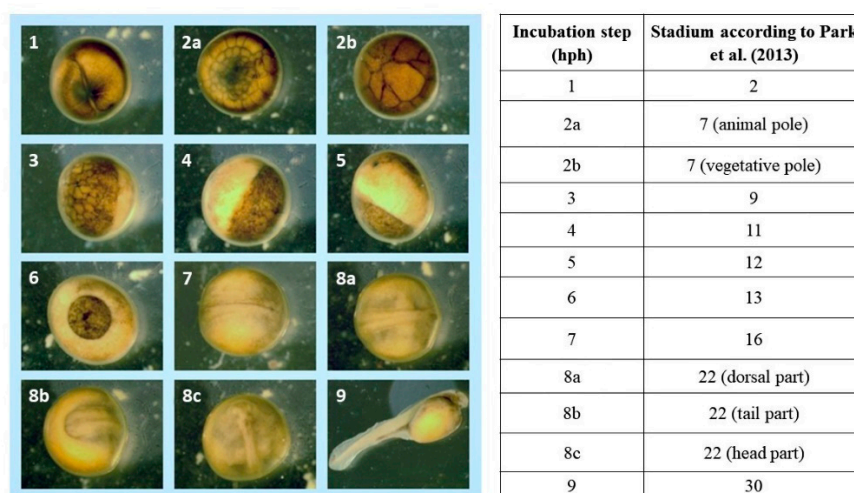 1
2a
2b
3
4
5
6
7
8a
8b
8c
9
Incubation step (hph) Stadium according to Park et al. (2013)
1 2
2a 7 (animal pole)
2b 7 (vegetative pole)
3 9
4 11
5 12
6 13
7 16
8a 22 (dorsal part)
8b 22 (tail part)
8c 22 (head part)
9 30